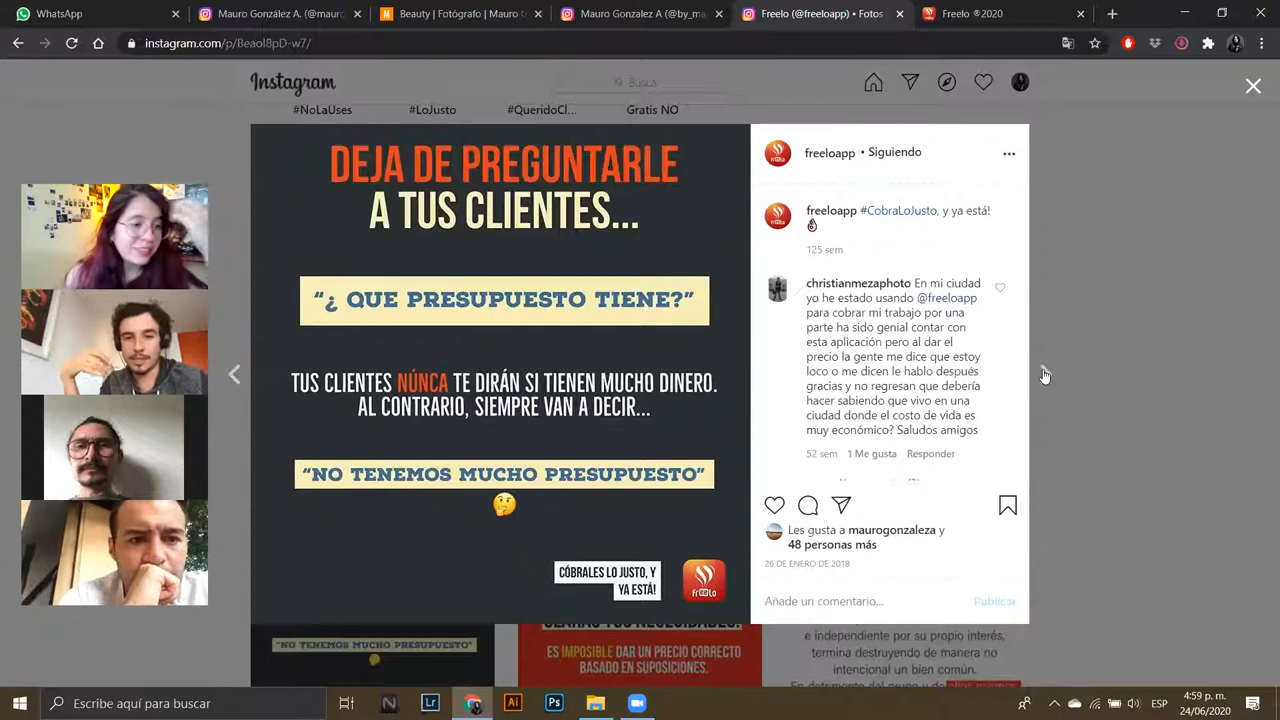 WhatsApp
Mauro González A. (@mauro
Beauty | Fotógrafo | Mauro
Mauro Gonzalez A (@by_ma
Freelo (@freeloapp) • Fotos
Freelo ®2020
instagram.com/p/Beaol8pD-w7/
Instagram
Busca
#NoLaUses
#LoJusto
#QueridoCl...
Gratis NO
DEJA DE PREGUNTARLE
A TUS CLIENTES...
"¿ QUE PRESUPUESTO TIENE?"
TUS CLIENTES NÚNCA TE DIRÁN SI TIENEN MUCHO DINERO.
AL CONTRARIO, SIEMPRE VAN A DECIR...
"NO TENEMOS MUCHO PRESUPUESTO"
CÓBRALES LO JUSTO, Y
YA ESTÁ!
freeLo
freeloapp • Siguiendo
freeloapp #CobraLoJusto, y ya está!
125 sem
christianmezaphoto En mi ciudad
yo he estado usando @freeloapp
para cobrar mi trabajo por una
parte ha sido genial contar con
esta aplicación pero al dar el
precio la gente me dice que estoy
loco o me dicen le hablo después
gracias y no regresan que debería
hacer sabiendo que vivo en una
ciudad donde el costo de vida es
muy económico? Saludos amigos
52 sem 1 Me gusta Responder
Les gusta a maurogonzaleza y
48 personas más
26 DE ENERO DE 2018
Añade un comentario...
Publicar
"NO TENEMOS MUCHO PRESUPUESTO"
ES IMPOSIBLE DAR UN PRECIO CORRECTO
BASADO EN SUPOSICIONES.
e independiente por su propio interés,
termina destruyendo de manera no
intencional un bien común.
Escribe aquí para buscar
Lr
Ai
Ps
ESP
4:59 p. m.
24/06/2020